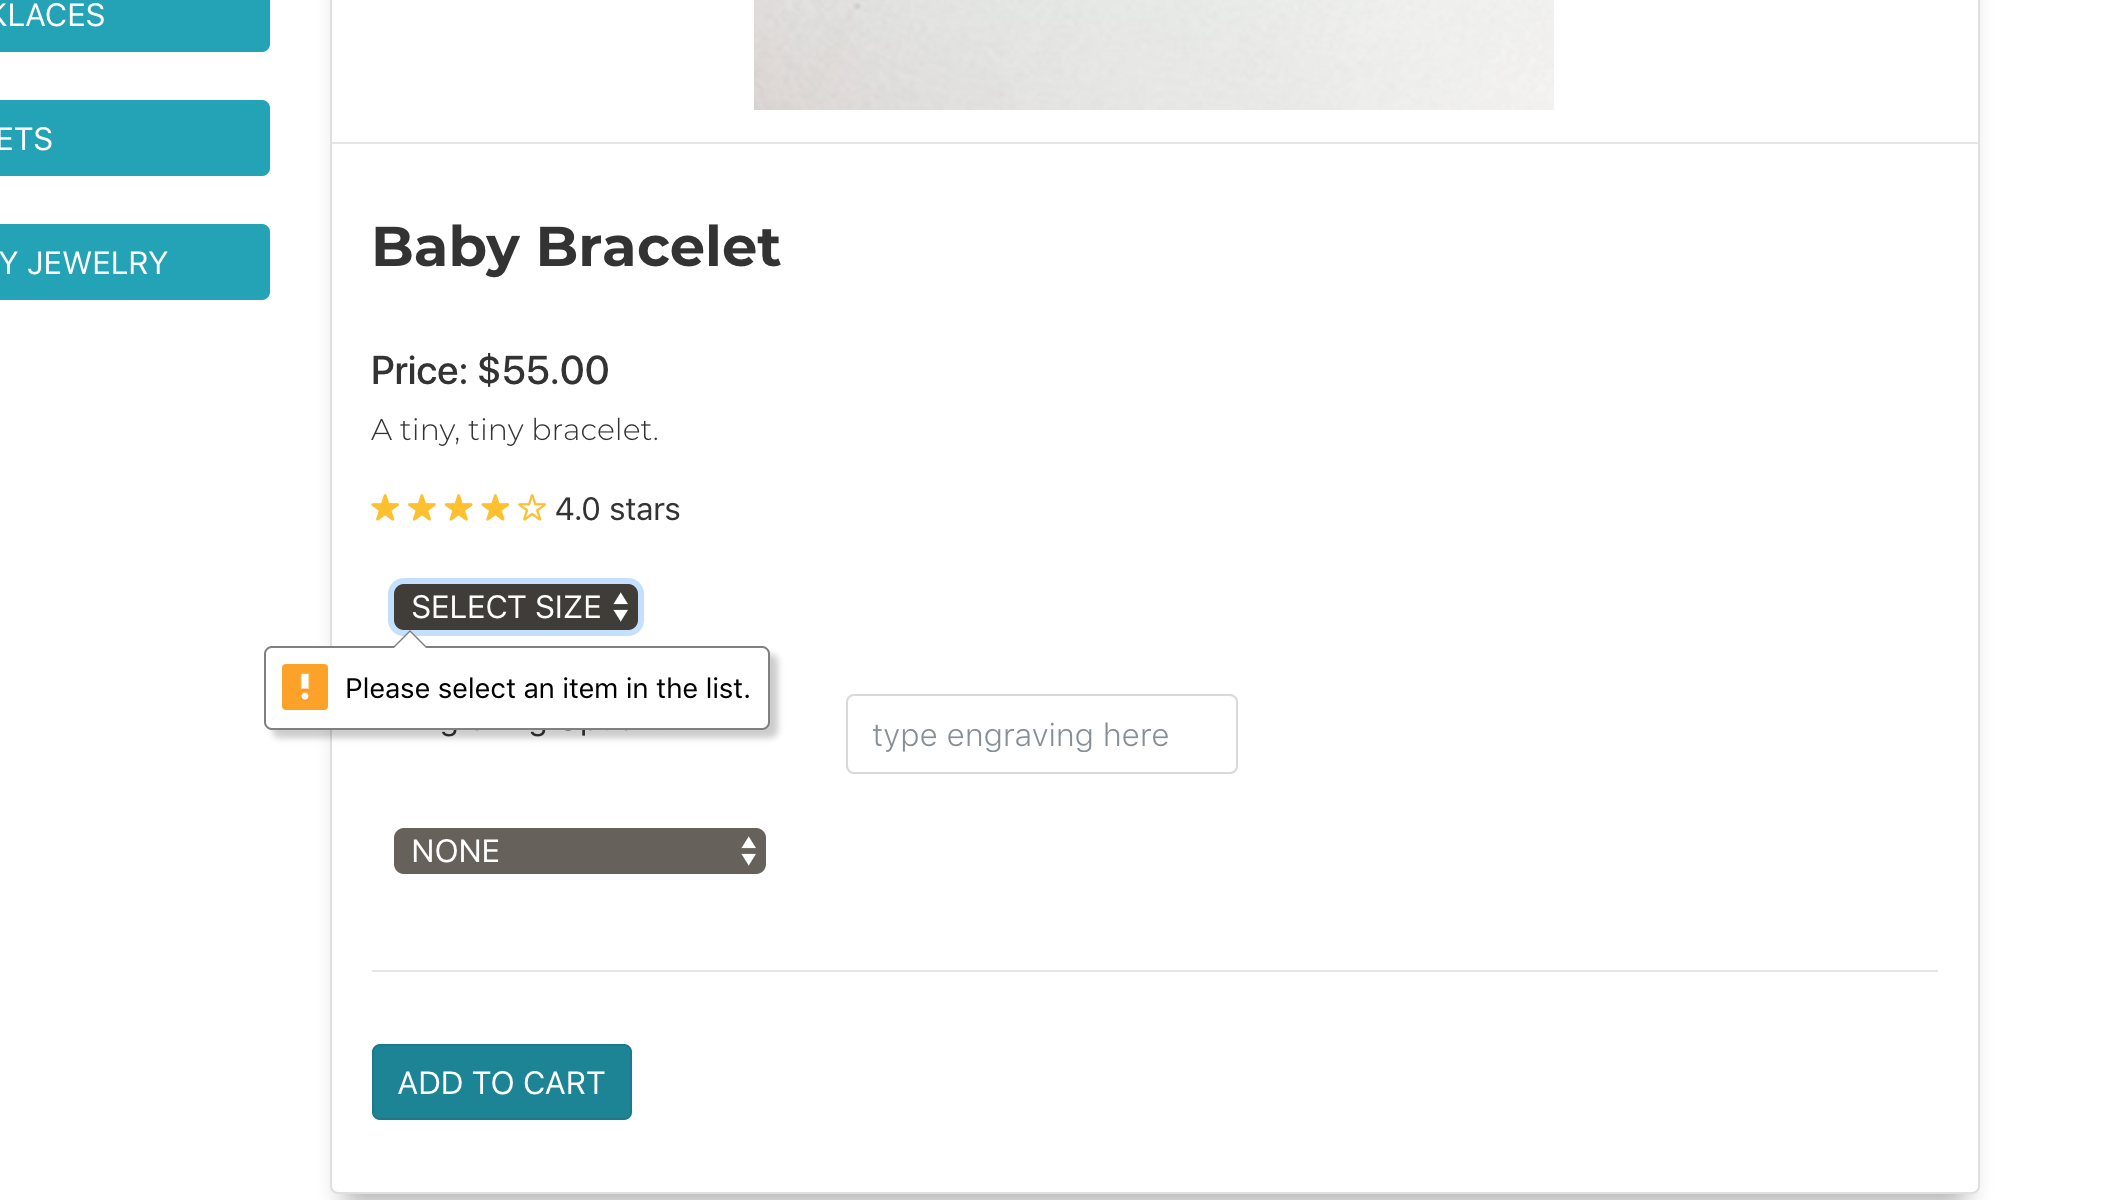 KLACES
ETS
Y JEWELRY
Baby Bracelet
Price: $55.00
A tiny, tiny bracelet.
4.0 stars
SELECT SIZE
Please select an item in the list.
type engraving here
NONE
ADD TO CART